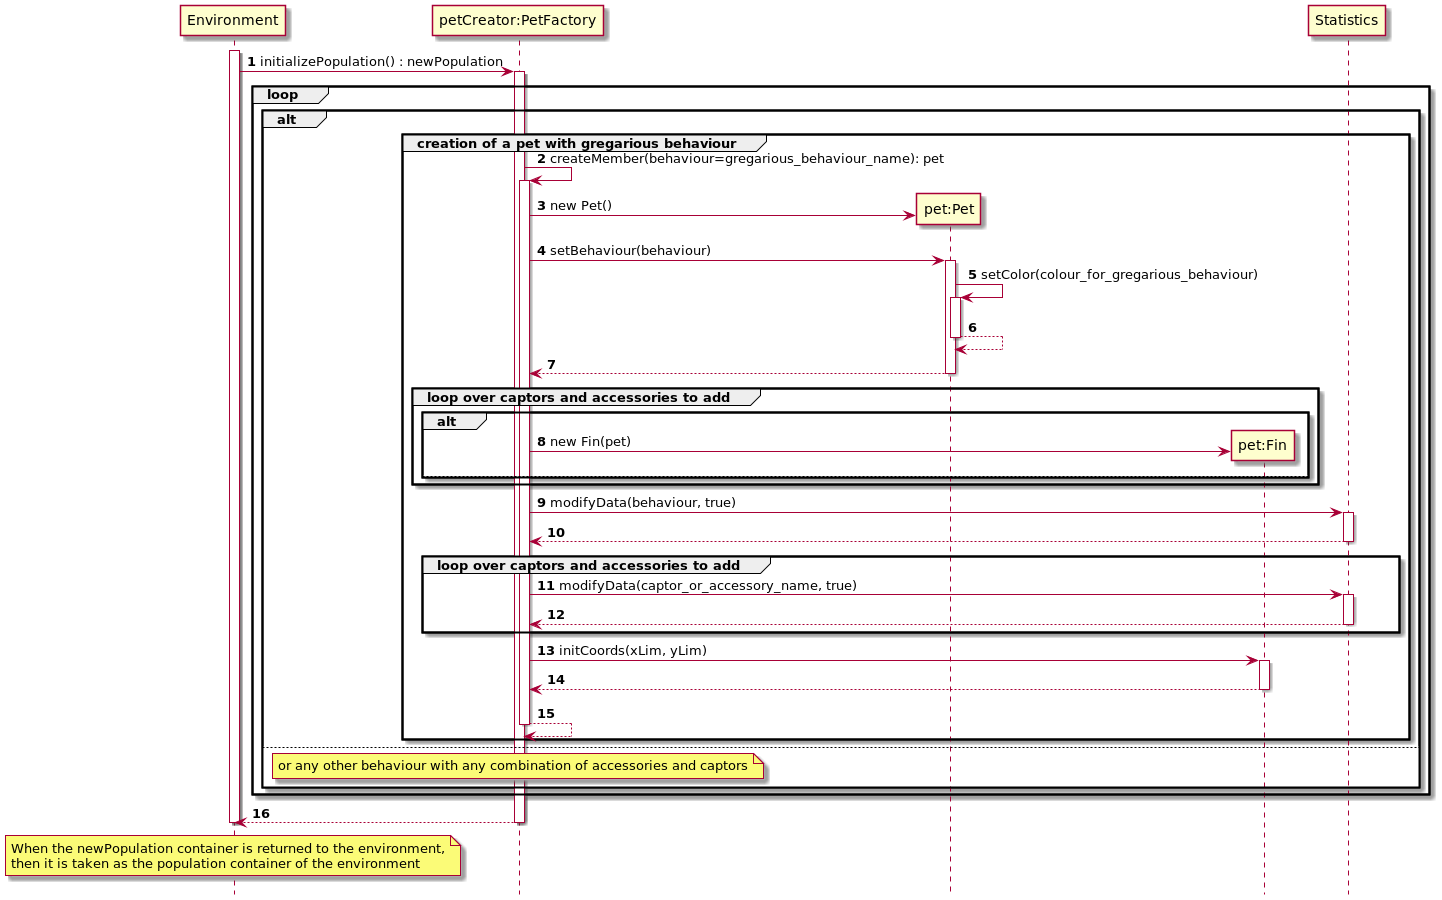 Environment
petCreator:PetFactory
Statistics
1 initializePopulation() : newPopulation
loop
alt
creation of a pet with gregarious behaviour
2 createMember(behaviour=gregarious_behaviour_name): pet
3 new Pet()
pet:Pet
4 setBehaviour(behaviour)
5 setColor(colour_for_gregarious_behaviour)
6
7
loop over captors and accessories to add
alt
8 new Fin(pet)
pet:Fin
9 modifyData(behaviour, true)
10
loop over captors and accessories to add
11 modifyData(captor_or_accessory_name, true)
12
13 initCoords(xLim, yLim)
14
15
or any other behaviour with any combination of accessories and captors
16
When the newPopulation container is returned to the environment,
then it is taken as the population container of the environment